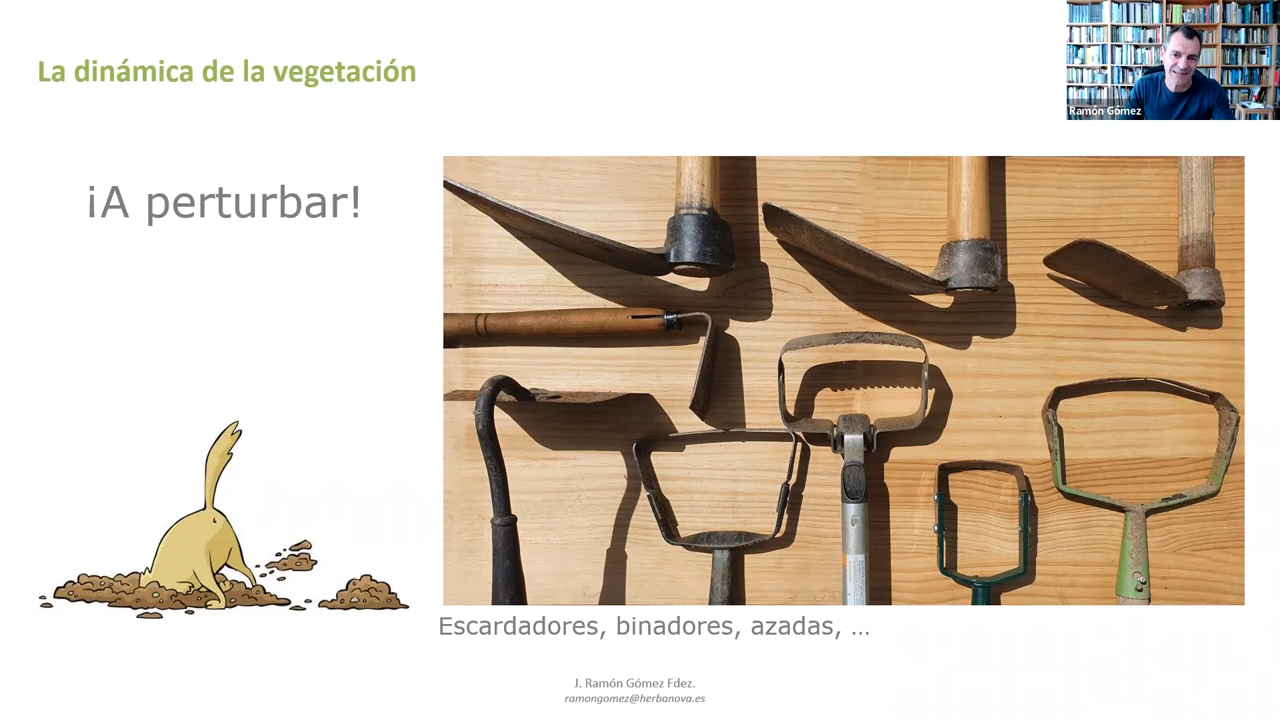 La dinámica de la vegetación
Ramón Gómez
¡A perturbar!
Escardadores, binadores, azadas, ...
J. Ramón Gómez Fdez.
ramongomez@herbanova.es